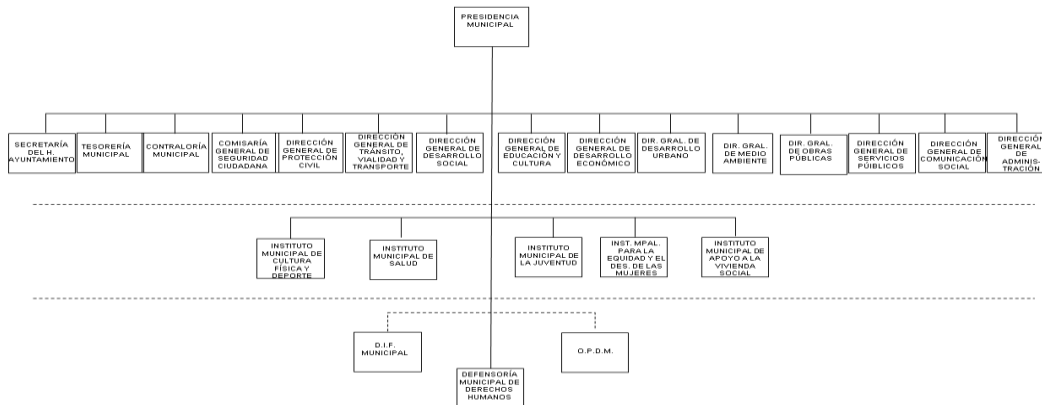 PRESIDENCIA
MUNICIPAL
SECRETARÍA
DEL H.
AYUNTAMIENTO
TESORERÍA
MUNICIPAL
CONTRALORÍA
MUNICIPAL
COMISARÍA
GENERAL DE
SEGURIDAD
CIUDADANA
DIRECCIÓN
GENERAL DE
PROTECCIÓN
CIVIL
DIRECCIÓN
GENERAL DE
TRÁNSITO,
VIALIDAD Y
TRANSPORTE
DIRECCIÓN
GENERAL DE
DESARROLLO
SOCIAL
DIRECCIÓN
GENERAL DE
EDUCACIÓN Y
CULTURA
DIRECCIÓN
GENERAL DE
DESARROLLO
ECONÓMICO
DIR. GRAL. DE
DESARROLLO
URBANO
DIR. GRAL.
DE MEDIO
AMBIENTE
DIR. GRAL.
DE OBRAS
PÚBLICAS
DIRECCIÓN
GENERAL DE
SERVICIOS
PÚBLICOS
DIRECCIÓN
GENERAL DE
COMUNICACIÓN
SOCIAL
DIRECCIÓN
GENERAL
DE
ADMINIS-
TRACIÓN
INSTITUTO
MUNICIPAL DE
CULTURA
FÍSICA Y
DEPORTE
INSTITUTO
MUNICIPAL DE
SALUD
INSTITUTO
MUNICIPAL DE
LA JUVENTUD
INST. MPAL.
PARA LA
EQUIDAD Y EL
DES. DE LAS
MUJERES
INSTITUTO
MUNICIPAL DE
APOYO A LA
VIVIENDA
SOCIAL
D.I.F.
MUNICIPAL
O.P.D.M.
DEFENSORÍA
MUNICIPAL DE
DERECHOS
HUMANOS